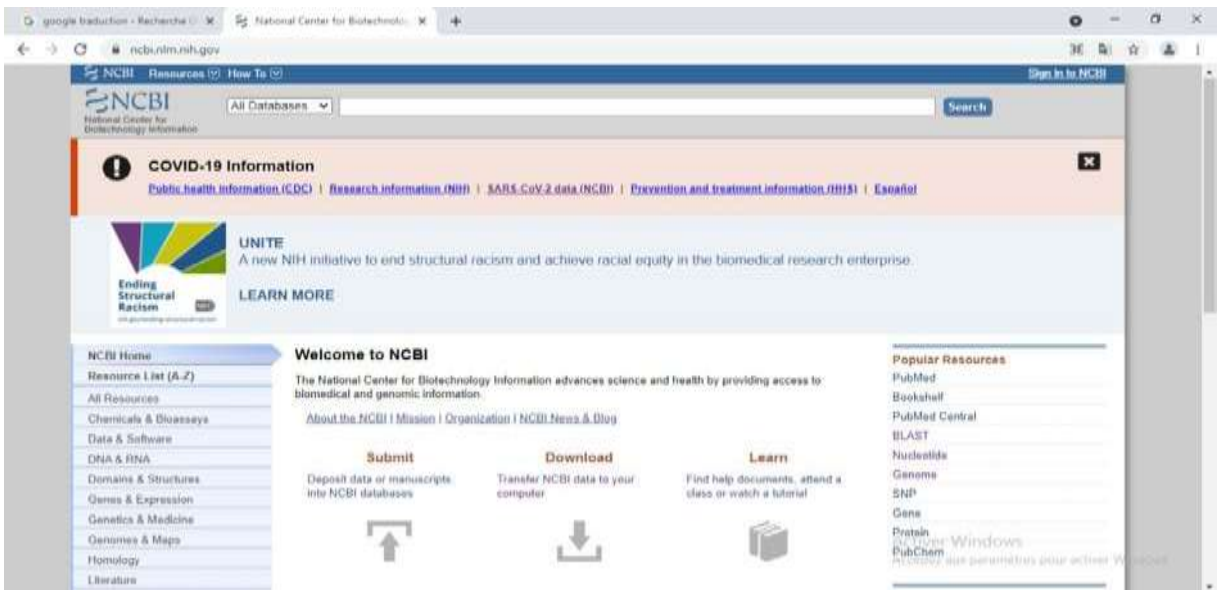 google traduction - Recherche G
National Center for Biotechnolo
ncbi.nlm.nih.gov
NCBI Resources How To Sign in to NCBI
NCBI
National Center for
Biotechnology Information
All Databases
Search
COVID-19 Information
Public health information (CDC) | Research information (NIH) | SARS-CoV-2 data (NCBI) | Prevention and treatment information (HHS) | Español
UNITE
A new NIH initiative to end structural racism and achieve racial equity in the biomedical research enterprise.
LEARN MORE
Ending
Structural
Racism
NCBI Home
Resource List (A-Z)
All Resources
Chemicals & Bioassays
Data & Software
DNA & RNA
Domains & Structures
Genes & Expression
Genetics & Medicine
Genomes & Maps
Homology
Literature
Welcome to NCBI
The National Center for Biotechnology Information advances science and health by providing access to
biomedical and genomic information.
About the NCBI | Mission | Organization | NCBI News & Blog
Submit
Deposit data or manuscripts
into NCBI databases
Download
Transfer NCBI data to your
computer
Learn
Find help documents, attend a
class or watch a tutorial
Popular Resources
PubMed
Bookshelf
PubMed Central
BLAST
Nucleotide
Genome
SNP
Gene
Protein
PubChem
Activer Windows
Accédez aux paramètres pour activer Windows